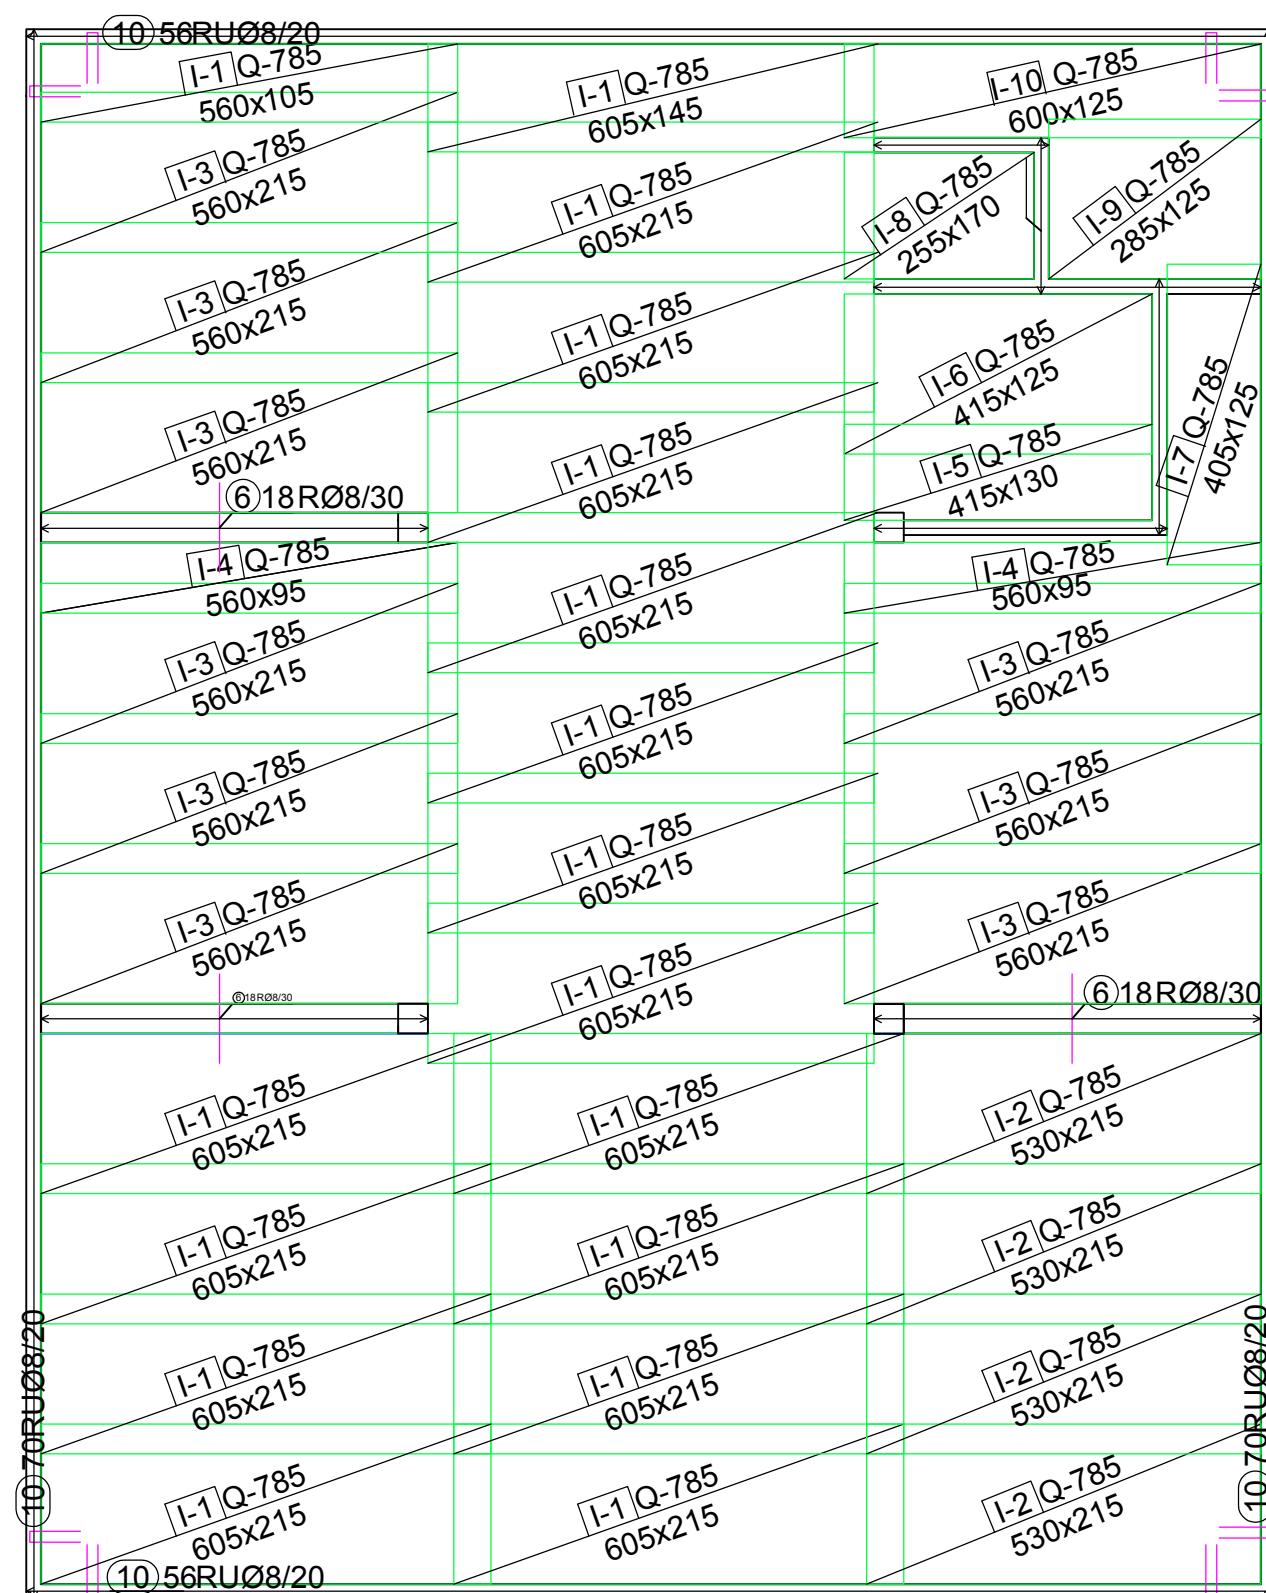 10 56RUØ8/20
I-1 Q-785
560x105
I-1 Q-785
605x145
I-10 Q-785
600x125
I-3 Q-785
560x215
I-1 Q-785
605x215
I-8 Q-785
255x170
I-9 Q-785
285x125
I-3 Q-785
560x215
I-1 Q-785
605x215
I-6 Q-785
415x125
I-7 Q-785
405x125
I-3 Q-785
560x215
I-1 Q-785
605x215
I-5 Q-785
415x130
6 18RØ8/30
I-4 Q-785
560x95
I-1 Q-785
605x215
I-4 Q-785
560x95
I-3 Q-785
560x215
I-1 Q-785
605x215
I-3 Q-785
560x215
I-3 Q-785
560x215
I-1 Q-785
605x215
I-3 Q-785
560x215
I-3 Q-785
560x215
I-1 Q-785
605x215
I-3 Q-785
560x215
6 18RØ8/30
6 18RØ8/30
I-1 Q-785
605x215
I-1 Q-785
605x215
I-2 Q-785
530x215
I-1 Q-785
605x215
I-1 Q-785
605x215
I-2 Q-785
530x215
10 70RUØ8/20
I-1 Q-785
605x215
I-1 Q-785
605x215
I-2 Q-785
530x215
10 70RUØ8/20
I-1 Q-785
605x215
I-1 Q-785
605x215
I-2 Q-785
530x215
10 56RUØ8/20